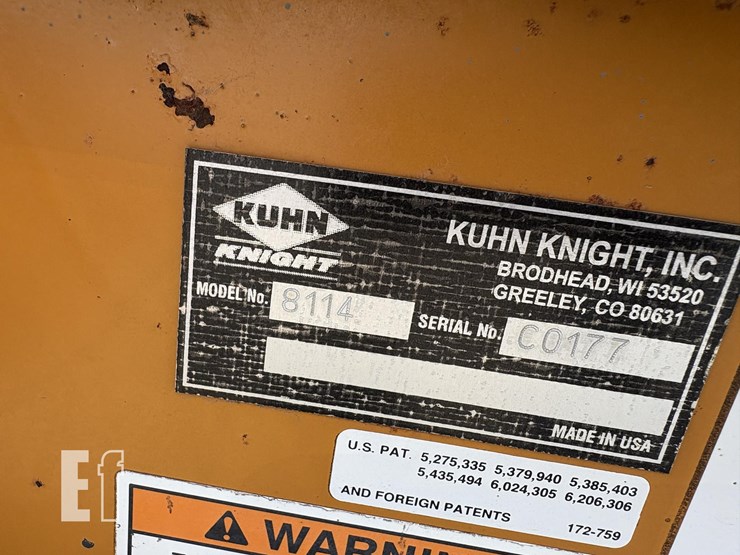 KUHN
KNIGHT
KUHN KNIGHT, INC.
BRODHEAD, WI 53520
GREELEY, CO 80631
MODEL No. 8114
SERIAL No. C0177
MADE IN USA
U.S. PAT. 5,275,335 5,379,940 5,385,403
5,435,494 6,024,305 6,206,306
AND FOREIGN PATENTS 172-759
Ef
WARNIN